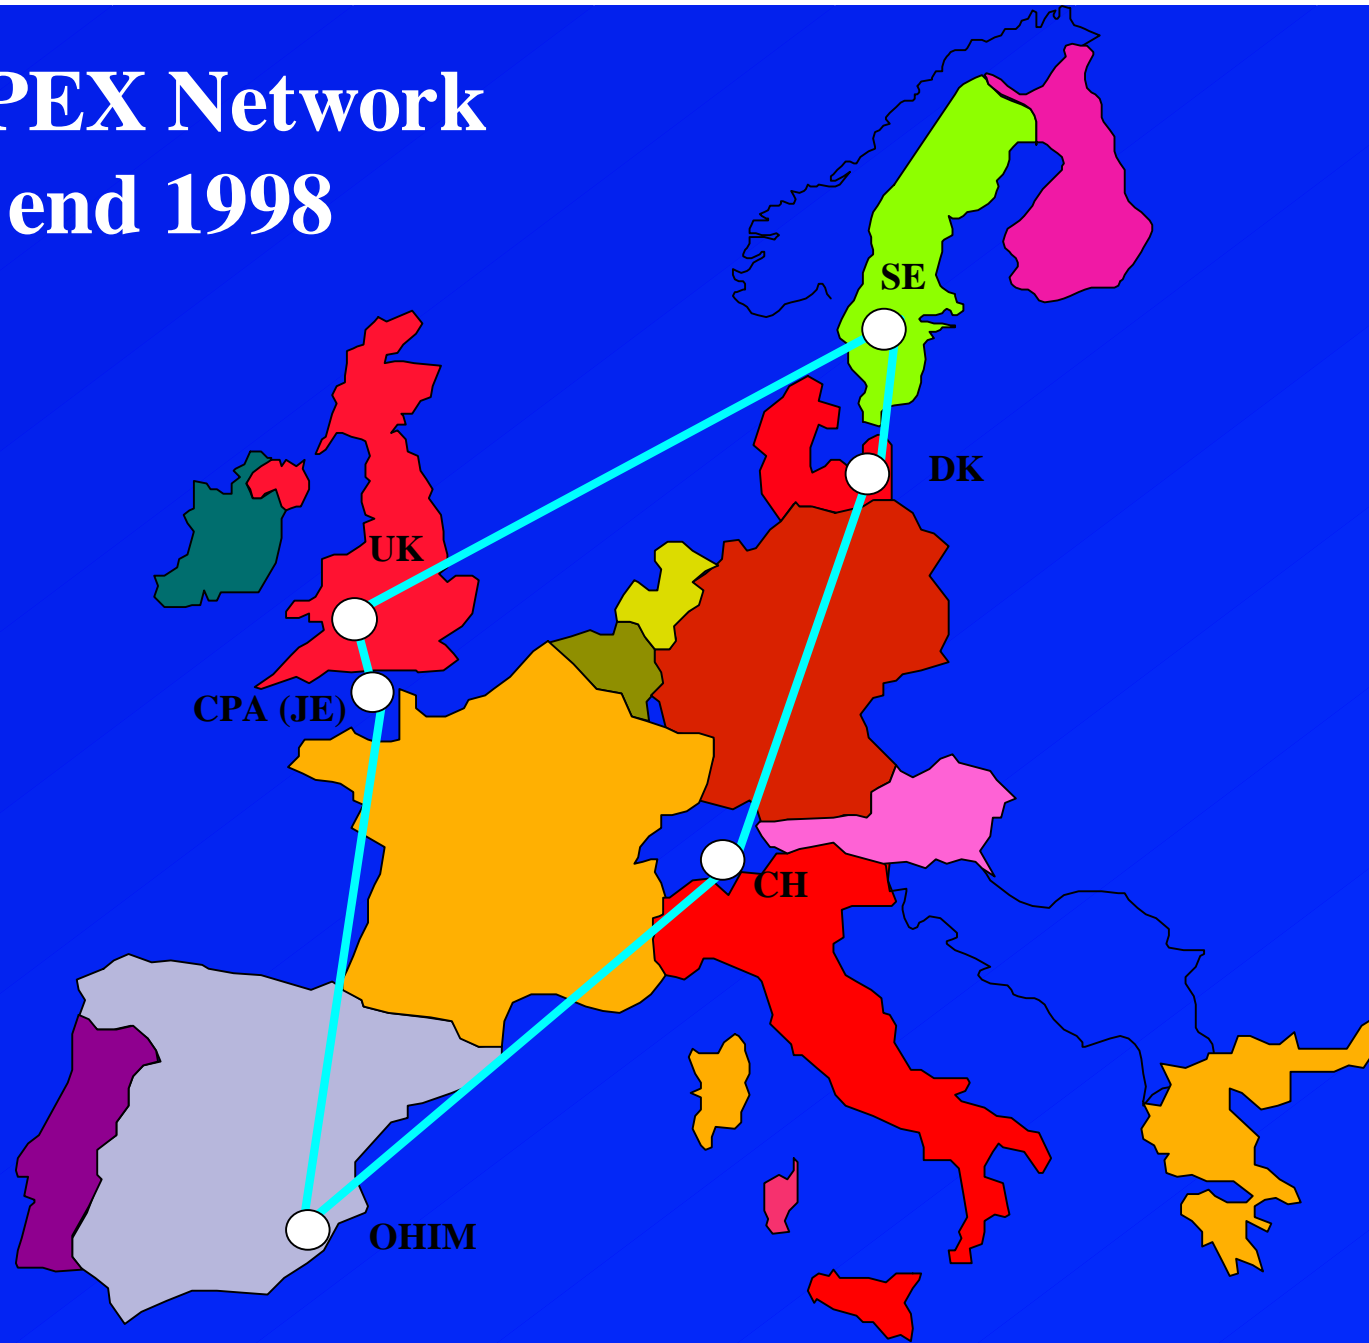 PEX Network
end 1998
SE
DK
UK
CPA (JE)
CH
OHIM